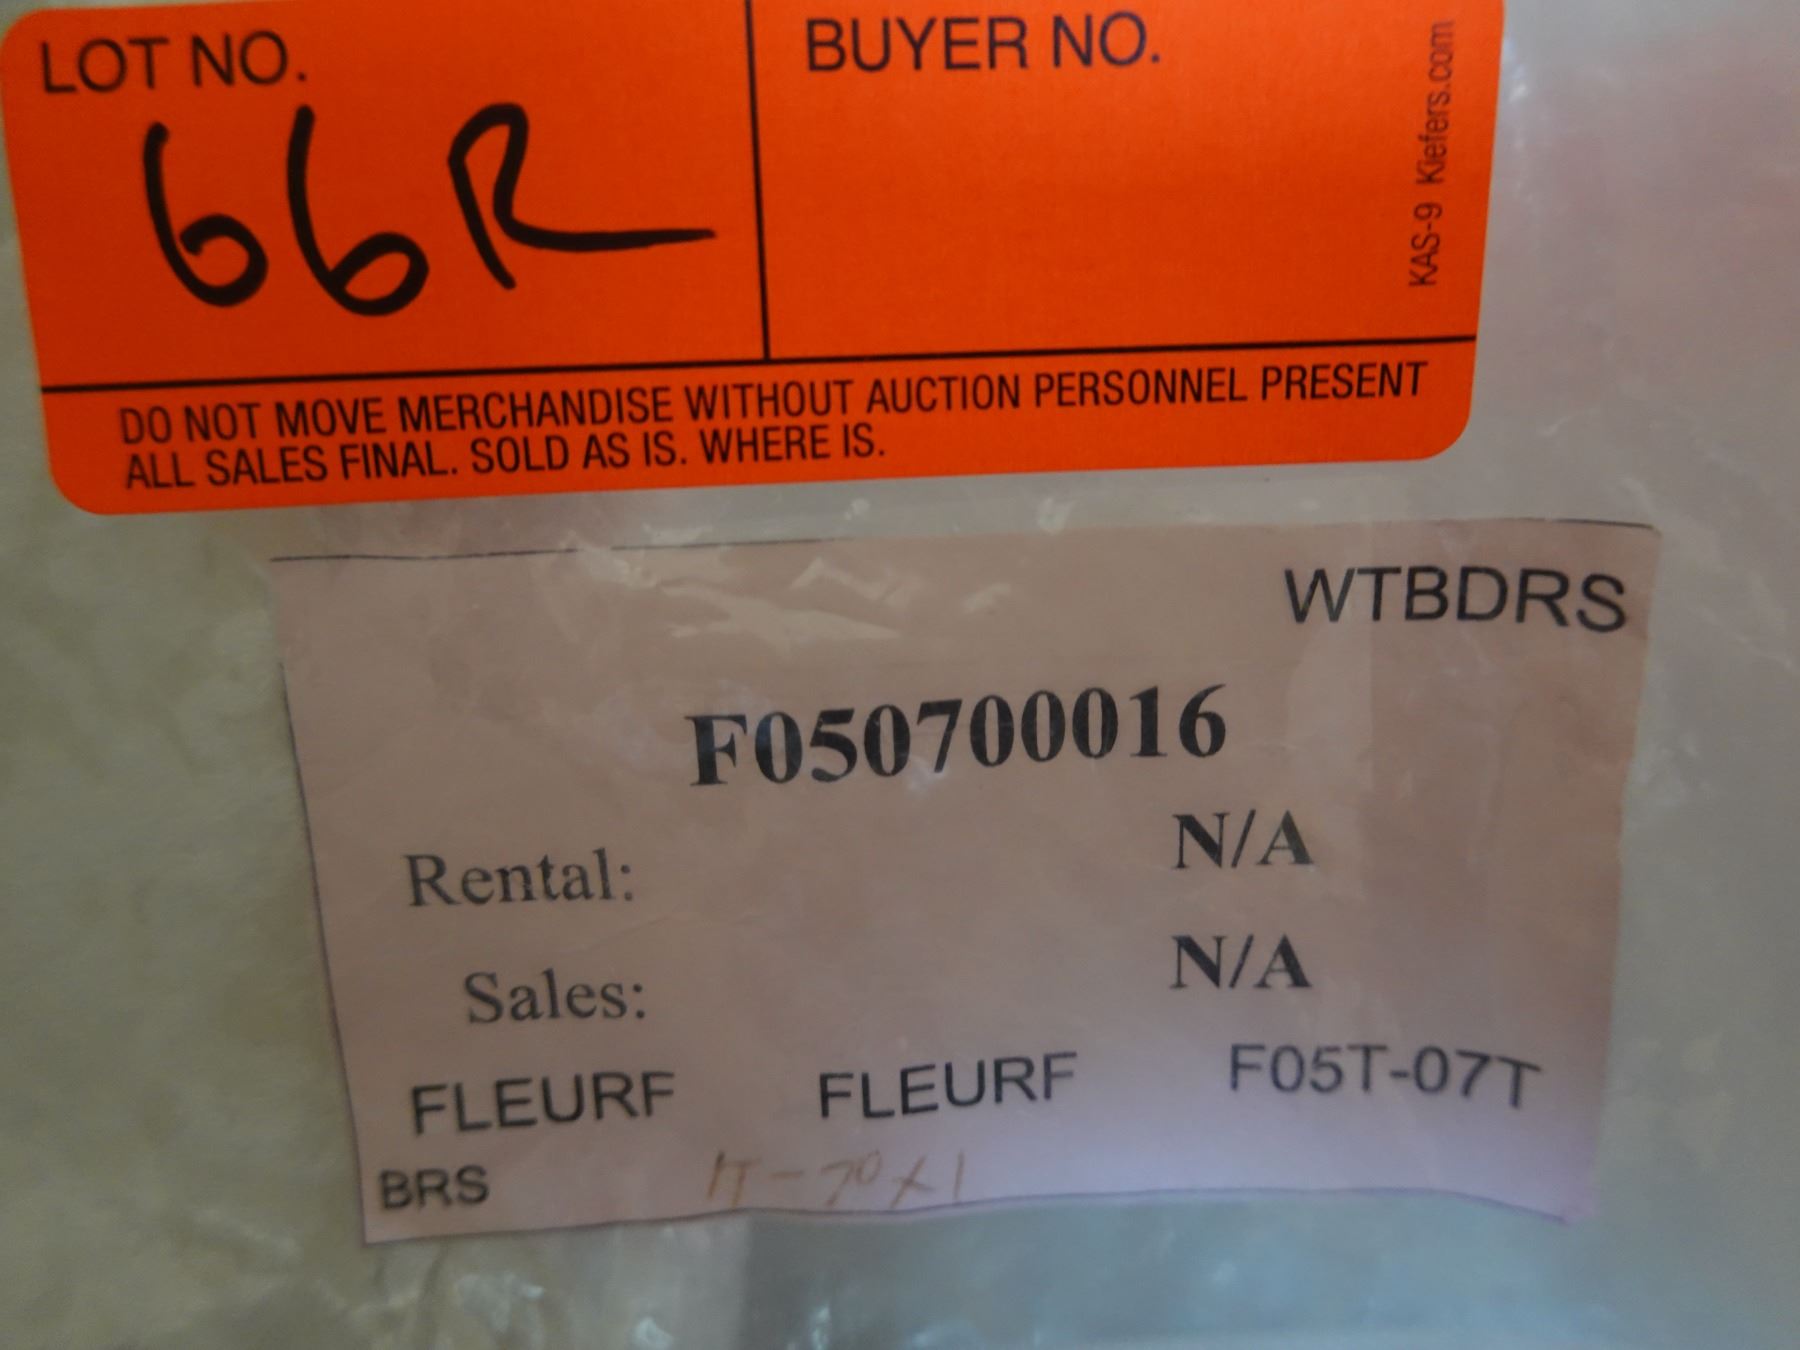 LOT NO.
66R
BUYER NO.
KAS-9 Kiefers.com
DO NOT MOVE MERCHANDISE WITHOUT AUCTION PERSONNEL PRESENT
ALL SALES FINAL. SOLD AS IS. WHERE IS.
WTBDRS
F050700016
Rental: N/A
Sales: N/A
FLEURF FLEURF F05T-07T
BRS